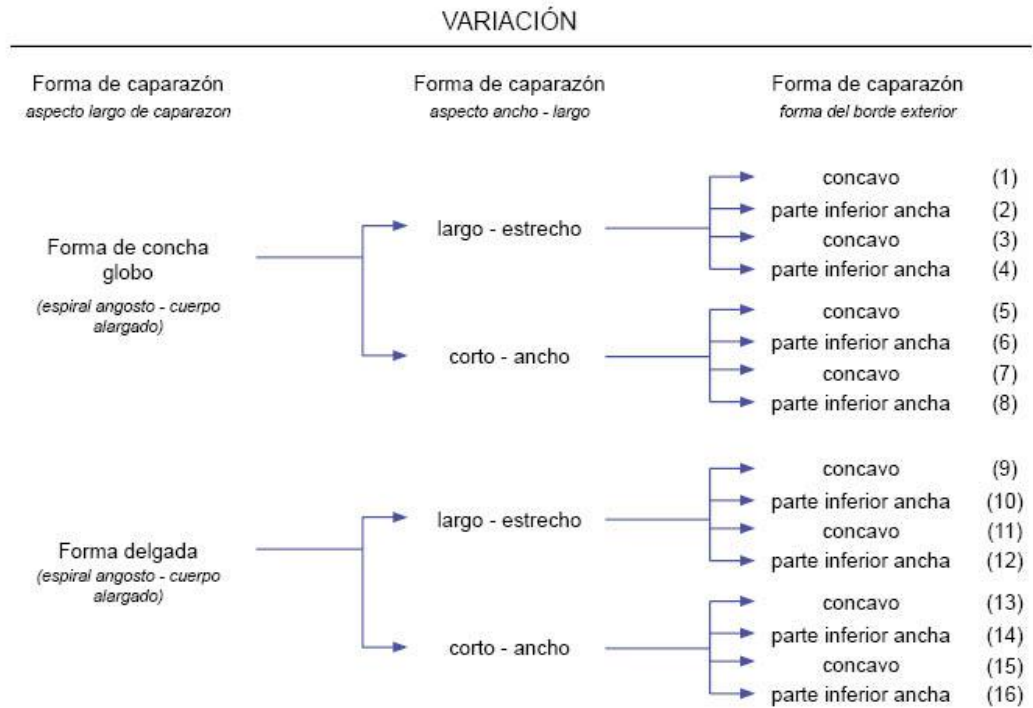 VARIACIÓN
Forma de caparazón
aspecto largo de caparazon
Forma de caparazón
aspecto ancho - largo
Forma de caparazón
forma del borde exterior
Forma de concha
globo
(espiral angosto - cuerpo
alargado)
largo - estrecho
concavo (1)
parte inferior ancha (2)
concavo (3)
parte inferior ancha (4)
corto - ancho
concavo (5)
parte inferior ancha (6)
concavo (7)
parte inferior ancha (8)
Forma delgada
(espiral angosto - cuerpo
alargado)
largo - estrecho
concavo (9)
parte inferior ancha (10)
concavo (11)
parte inferior ancha (12)
corto - ancho
concavo (13)
parte inferior ancha (14)
concavo (15)
parte inferior ancha (16)